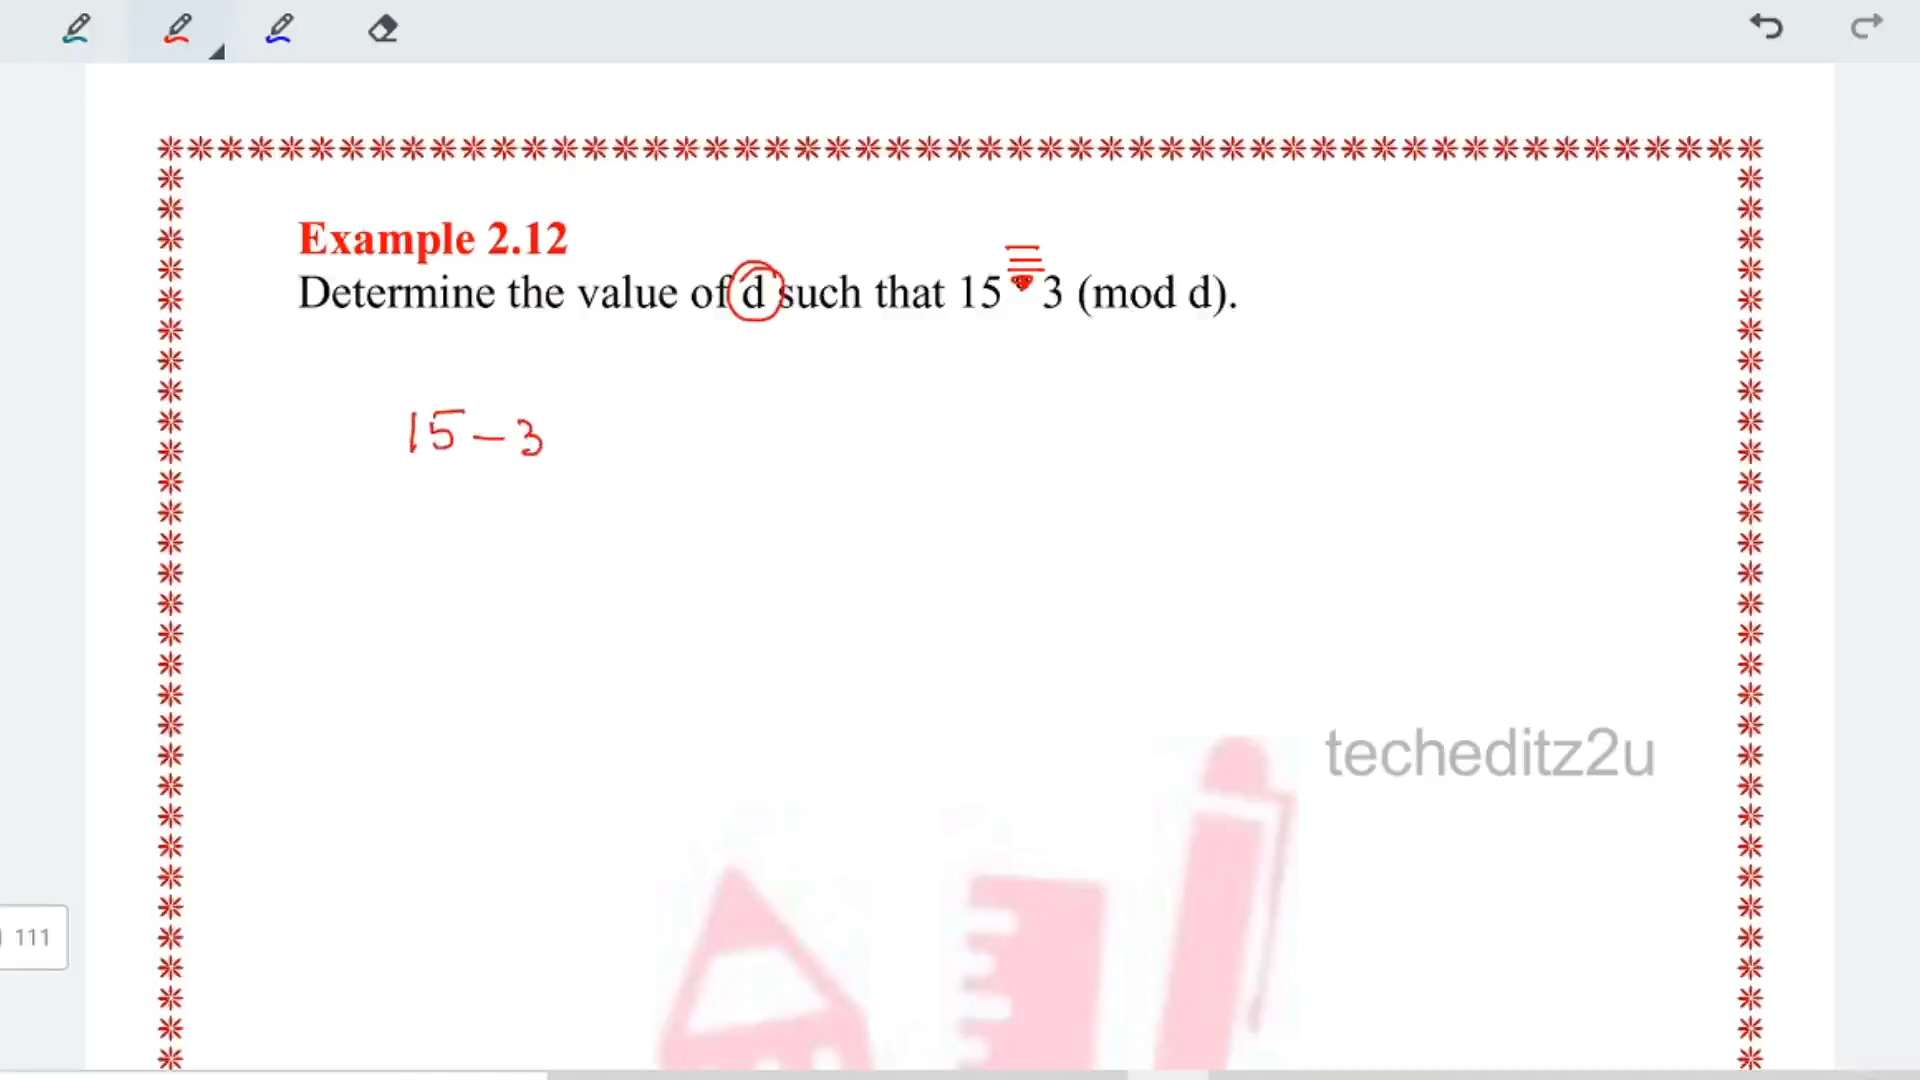 Example 2.12
Determine the value of d such that 15 ≡ 3 (mod d).
15 - 3
techeditz2u
111